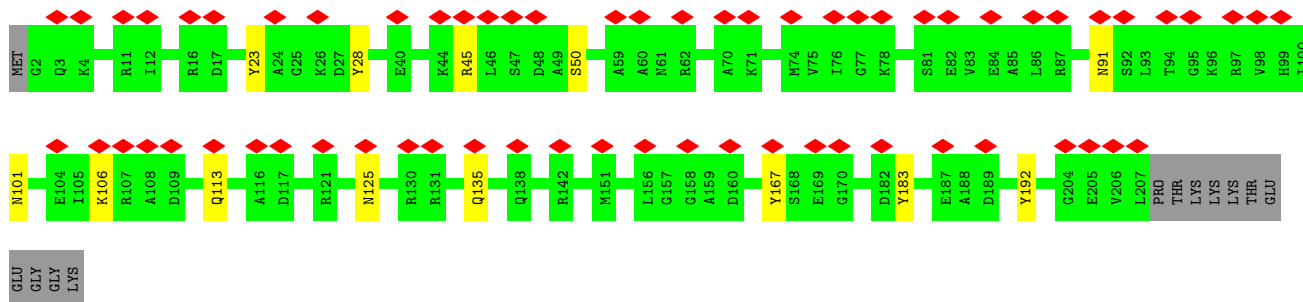 MET G2 Q3 K4 R11 I12 R16 D17 Y23 A24 G25 K26 D27 Y28 E40 K44 R45 L46 S47 D48 A49 S50 A59 A60 N61 R62 A70 K71 M74 V75 I76 G77 K78 S81 E82 V83 E84 A85 L86 R87 N91 S92 L93 T94 G95 K96 R97 V98 H99 L100
N101 E104 I105 K106 R107 A108 D109 Q113 A116 D117 R121 N125 R130 R131 Q135 Q138 R142 M151 L156 G157 G158 A159 D160 Y167 S168 E169 G170 D182 Y183 E187 A188 D189 Y192 G204 E205 V206 L207 PRO THR LYS LYS LYS THR GLU
GLU GLY GLY LYS